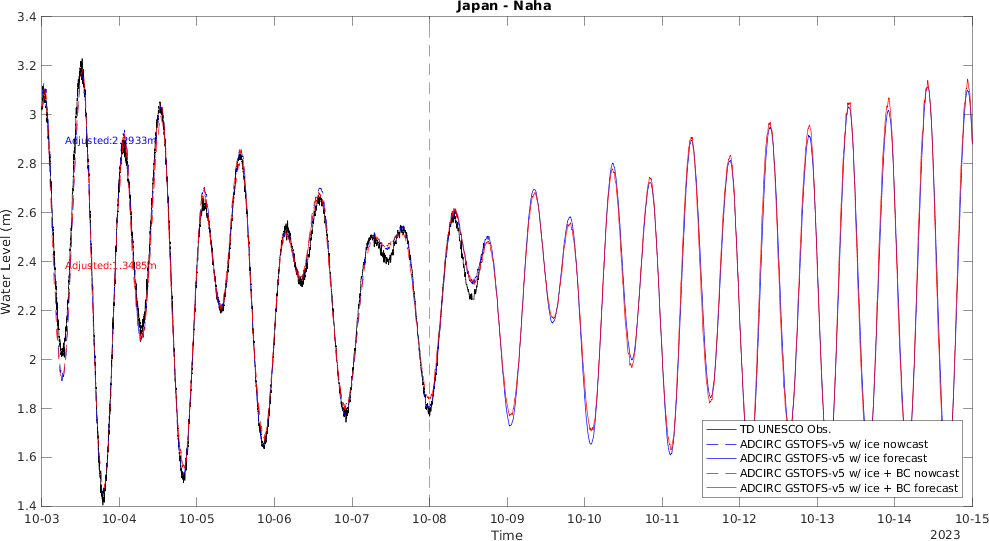 Japan - Naha
3.4
3.2
3
2.8
2.6
2.4
2.2
2
1.8
1.6
1.4
Water Level (m)
Adjusted:2.2933m
Adjusted:1.3485m
TD UNESCO Obs.
ADCIRC GSTOFS-v5 w/ ice nowcast
ADCIRC GSTOFS-v5 w/ ice forecast
ADCIRC GSTOFS-v5 w/ ice + BC nowcast
ADCIRC GSTOFS-v5 w/ ice + BC forecast
10-03 10-04 10-05 10-06 10-07 10-08 10-09 10-10 10-11 10-12 10-13 10-14 10-15
Time
2023